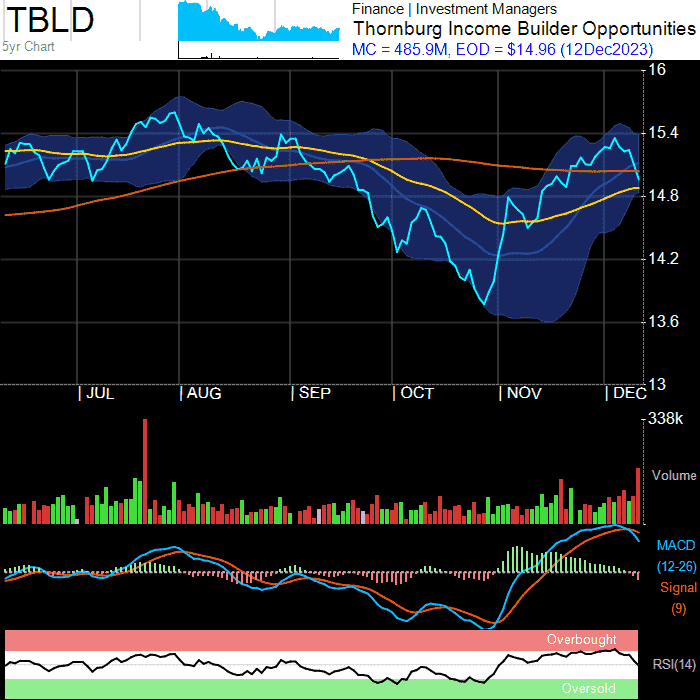 TBLD
5yr Chart
Finance | Investment Managers
Thornburg Income Builder Opportunities
MC = 485.9M, EOD = $14.96 (12Dec2023)
16
15.4
14.8
14.2
13.6
13
JUL
AUG
SEP
OCT
NOV
DEC
338k
Volume
MACD
(12-26)
Signal
(9)
Overbought
RSI(14)
Oversold